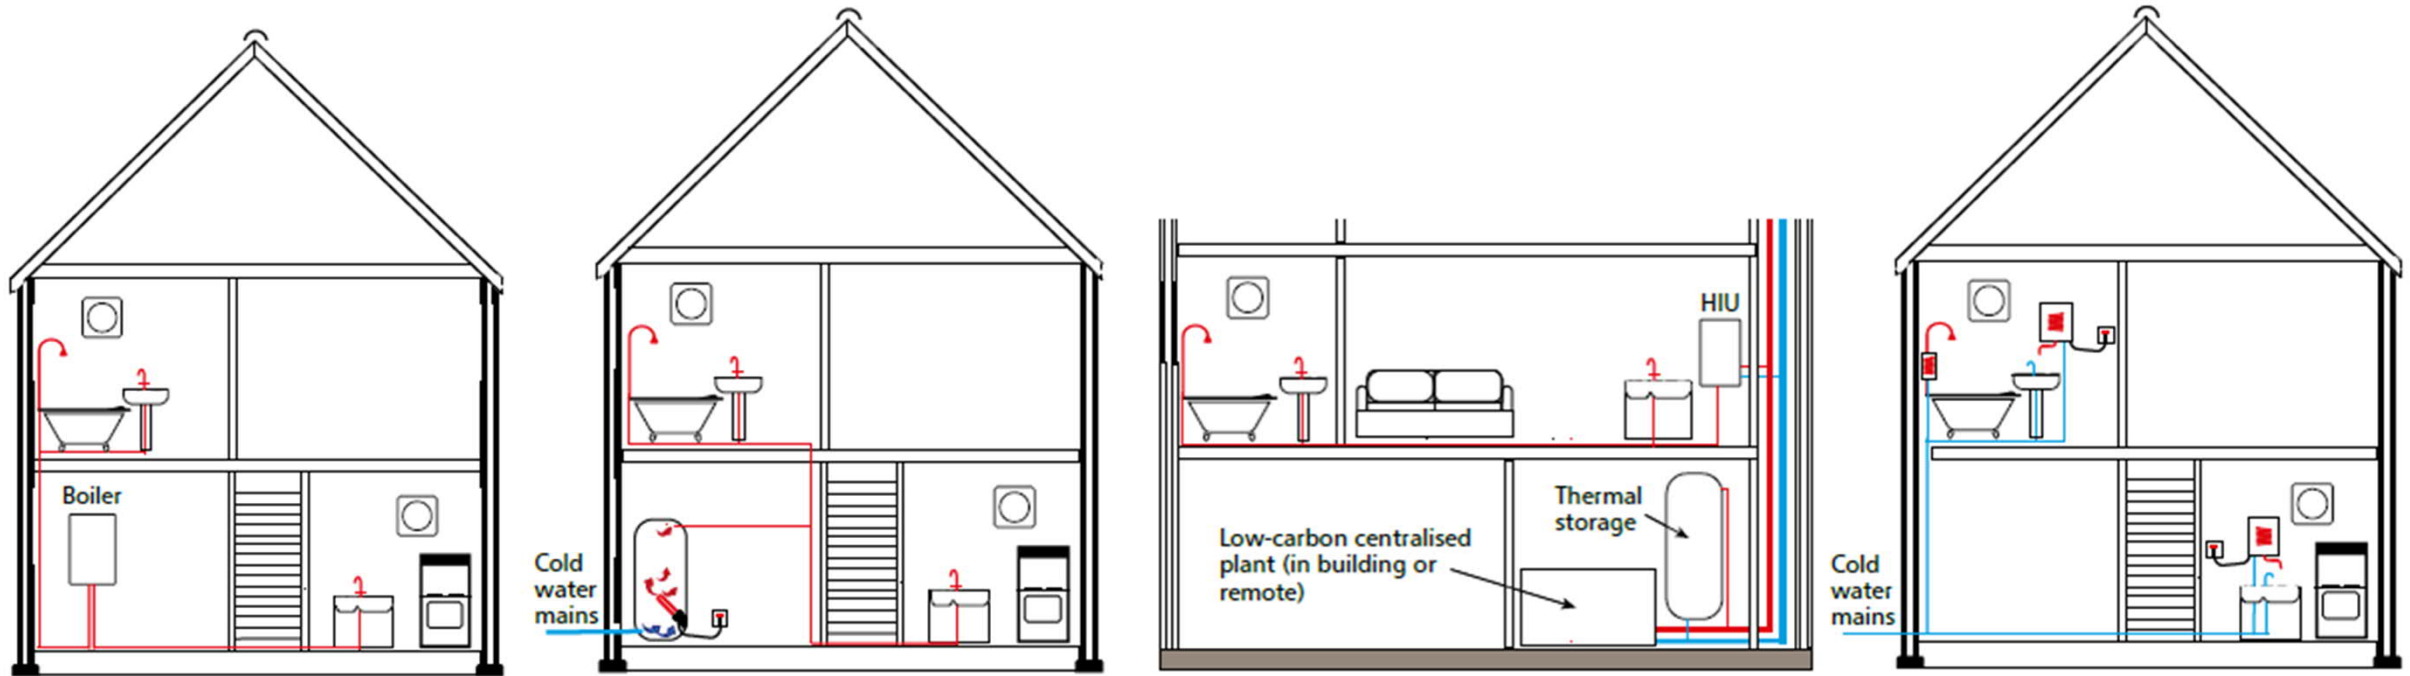 Boiler
Cold
water
mains
HIU
Thermal
storage
Low-carbon centralised
plant (in building or
remote)
Cold
water
mains